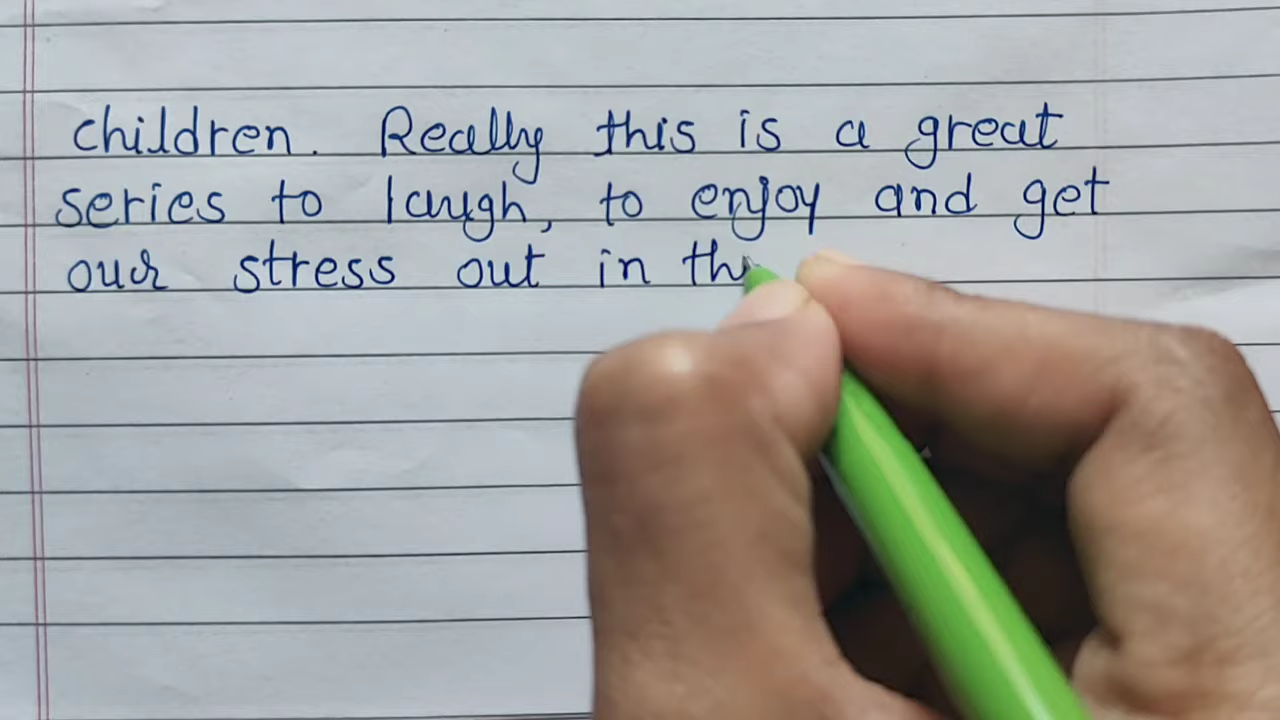 children. Really this is a great
series to laugh, to enjoy and get
our stress out in